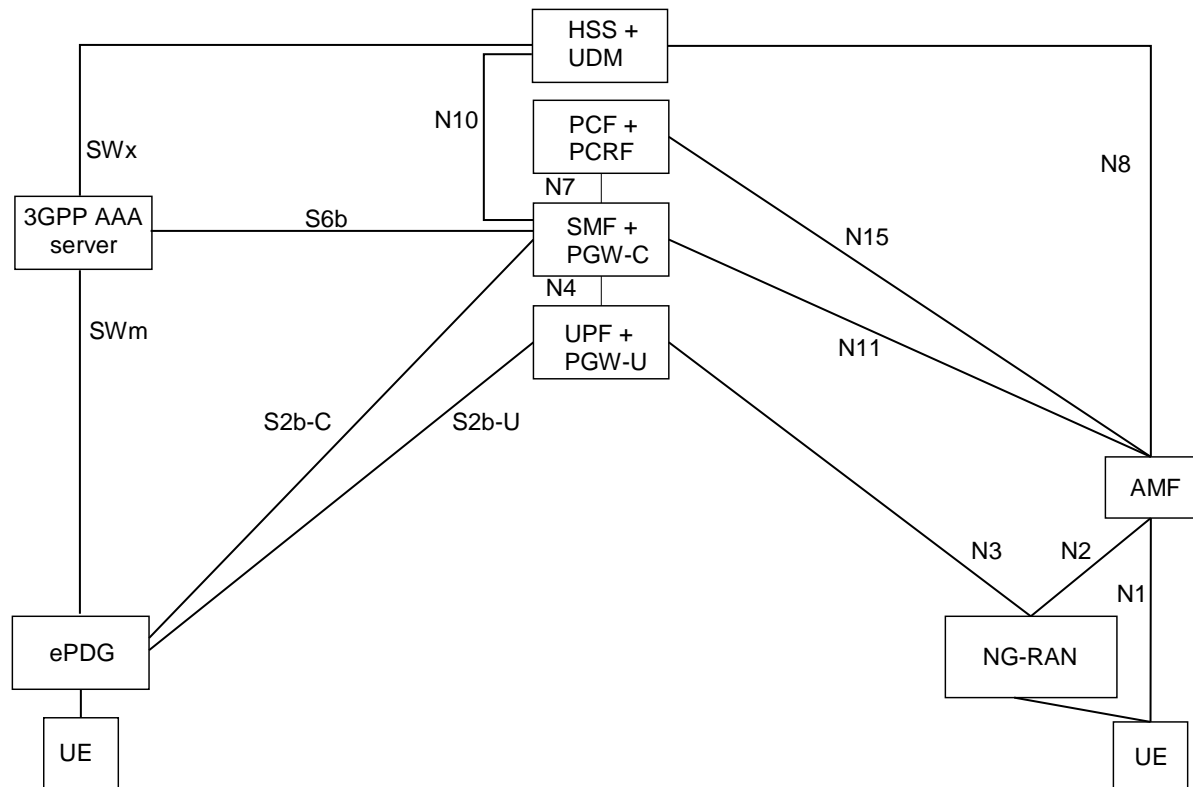 HSS +
UDM
N10
PCF +
PCRF
SWx
N8
N7
3GPP AAA
server
S6b
SMF +
PGW-C
N15
N4
SWm
UPF +
PGW-U
N11
S2b-C
S2b-U
AMF
N3
N2
N1
ePDG
NG-RAN
UE
UE